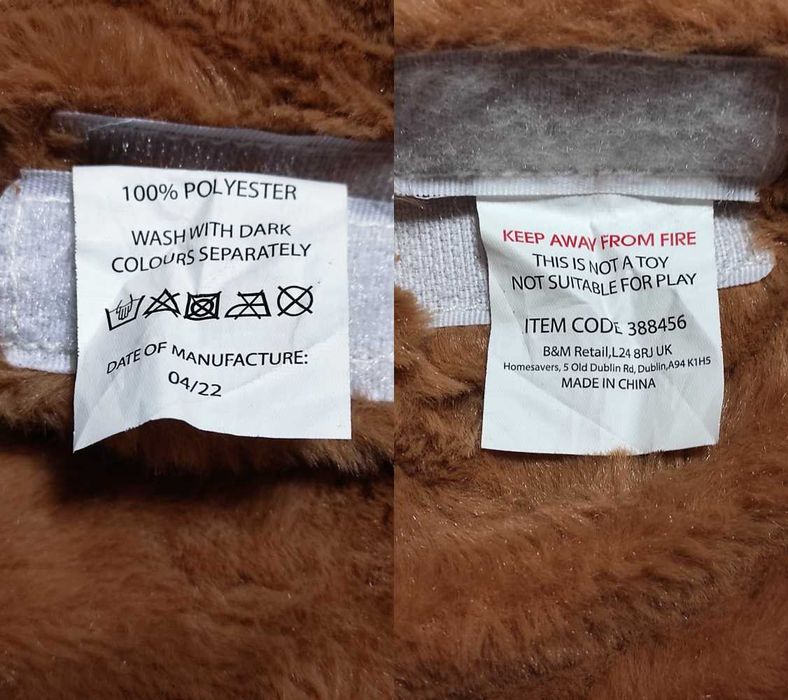 100% POLYESTER
WASH WITH DARK
COLOURS SEPARATELY
DATE OF MANUFACTURE:
04/22
KEEP AWAY FROM FIRE
THIS IS NOT A TOY
NOT SUITABLE FOR PLAY
ITEM CODE 388456
B&M Retail,L24 8RJ UK
Homesavers, 5 Old Dublin Rd, Dublin,A94 K1H5
MADE IN CHINA